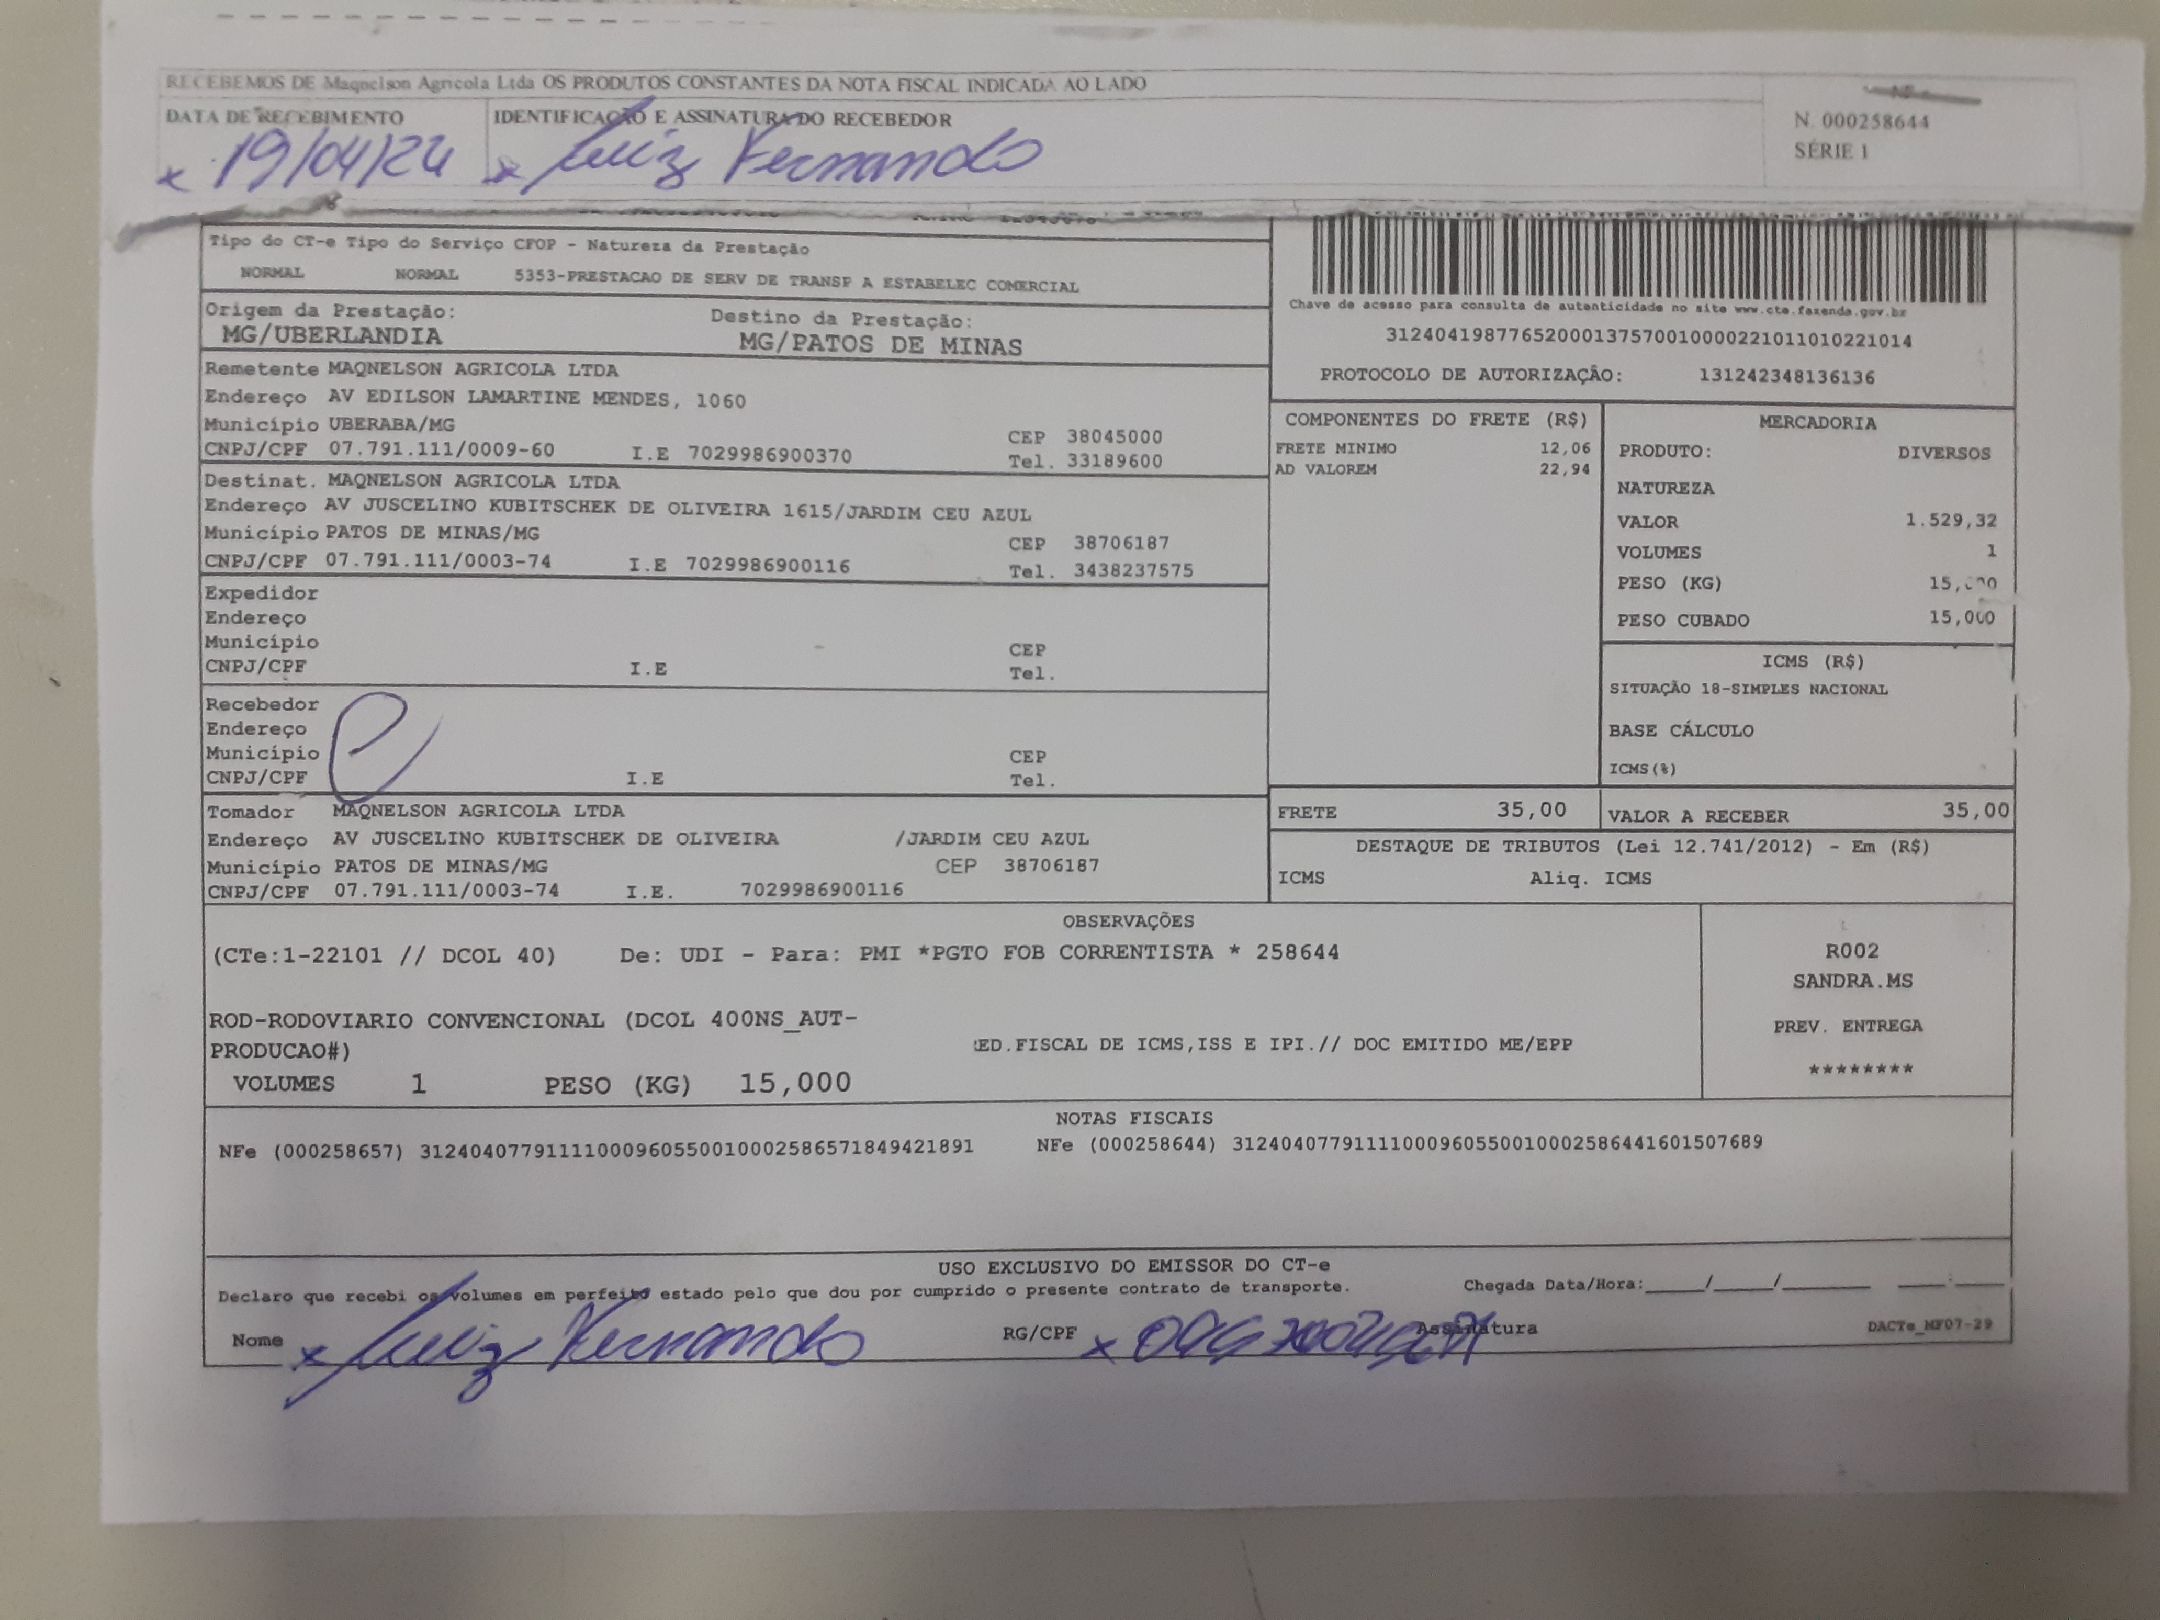 RECEBEMOS DE Maqnelson Agricola Ltda OS PRODUTOS CONSTANTES DA NOTA FISCAL INDICADA AO LADO
DATA DE RECEBIMENTO IDENTIFICAÇÃO E ASSINATURA DO RECEBEDOR
N. 000258644
SÉRIE 1
x 19/04/24 x Luiz Fernando
Tipo do CT-e Tipo do Serviço CFOP - Natureza da Prestação
NORMAL NORMAL 5353-PRESTACAO DE SERV DE TRANSP A ESTABELEC COMERCIAL
Origem da Prestação: Destino da Prestação:
MG/UBERLANDIA MG/PATOS DE MINAS
Chave de acesso para consulta de autenticidade no site www.cte.fazenda.gov.br
31240419877652000137570010000221011010221014
PROTOCOLO DE AUTORIZAÇÃO: 131242348136136
Remetente MAQNELSON AGRICOLA LTDA
Endereço AV EDILSON LAMARTINE MENDES, 1060
Município UBERABA/MG CEP 38045000
CNPJ/CPF 07.791.111/0009-60 I.E 7029986900370 Tel. 33189600
Destinat. MAQNELSON AGRICOLA LTDA
Endereço AV JUSCELINO KUBITSCHEK DE OLIVEIRA 1615/JARDIM CEU AZUL
Município PATOS DE MINAS/MG CEP 38706187
CNPJ/CPF 07.791.111/0003-74 I.E 7029986900116 Tel. 3438237575
Expedidor
Endereço
Município CEP
CNPJ/CPF I.E Tel.
Recebedor
Endereço
Município CEP
CNPJ/CPF I.E Tel.
Tomador MAQNELSON AGRICOLA LTDA
Endereço AV JUSCELINO KUBITSCHEK DE OLIVEIRA /JARDIM CEU AZUL
Município PATOS DE MINAS/MG CEP 38706187
CNPJ/CPF 07.791.111/0003-74 I.E. 7029986900116
COMPONENTES DO FRETE (R$)
FRETE MINIMO 12,06
AD VALOREM 22,94
MERCADORIA
PRODUTO: DIVERSOS
NATUREZA
VALOR 1.529,32
VOLUMES 1
PESO (KG)
PESO CUBADO 15,000
ICMS (R$)
SITUAÇÃO 18-SIMPLES NACIONAL
BASE CÁLCULO
ICMS(%)
FRETE 35,00 VALOR A RECEBER 35,00
DESTAQUE DE TRIBUTOS (Lei 12.741/2012) - Em (R$)
ICMS Aliq. ICMS
OBSERVAÇÕES
(CTe:1-22101 // DCOL 40) De: UDI - Para: PMI *PGTO FOB CORRENTISTA * 258644
ROD-RODOVIARIO CONVENCIONAL (DCOL 400NS_AUT-
PRODUCAO#) ED.FISCAL DE ICMS,ISS E IPI.// DOC EMITIDO ME/EPP
VOLUMES 1 PESO (KG) 15,000
R002
SANDRA.MS
PREV. ENTREGA
********
NOTAS FISCAIS
NFe (000258657) 31240407791111000960550010002586571849421891 NFe (000258644) 31240407791111000960550010002586441601507689
USO EXCLUSIVO DO EMISSOR DO CT-e
Declaro que recebi os volumes em perfeito estado pelo que dou por cumprido o presente contrato de transporte. Chegada Data/Hora:____/____/______ ___:___
Nome x Luiz Fernando RG/CPF x Assinatura DACTe_MF07-29